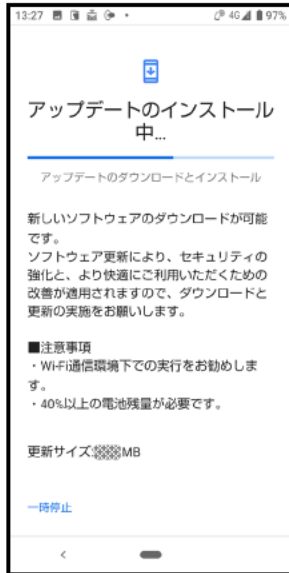 13:27 4G 97%
アップデートのインストール
中...
アップデートのダウンロードとインストール
新しいソフトウェアのダウンロードが可能
です。
ソフトウェア更新により、セキュリティの
強化と、より快適にご利用いただくための
改善が適用されますので、ダウンロードと
更新の実施をお願いします。
■注意事項
・Wi-Fi通信環境下での実行をお勧めしま
す。
・40%以上の電池残量が必要です。
更新サイズ:MB
一時停止